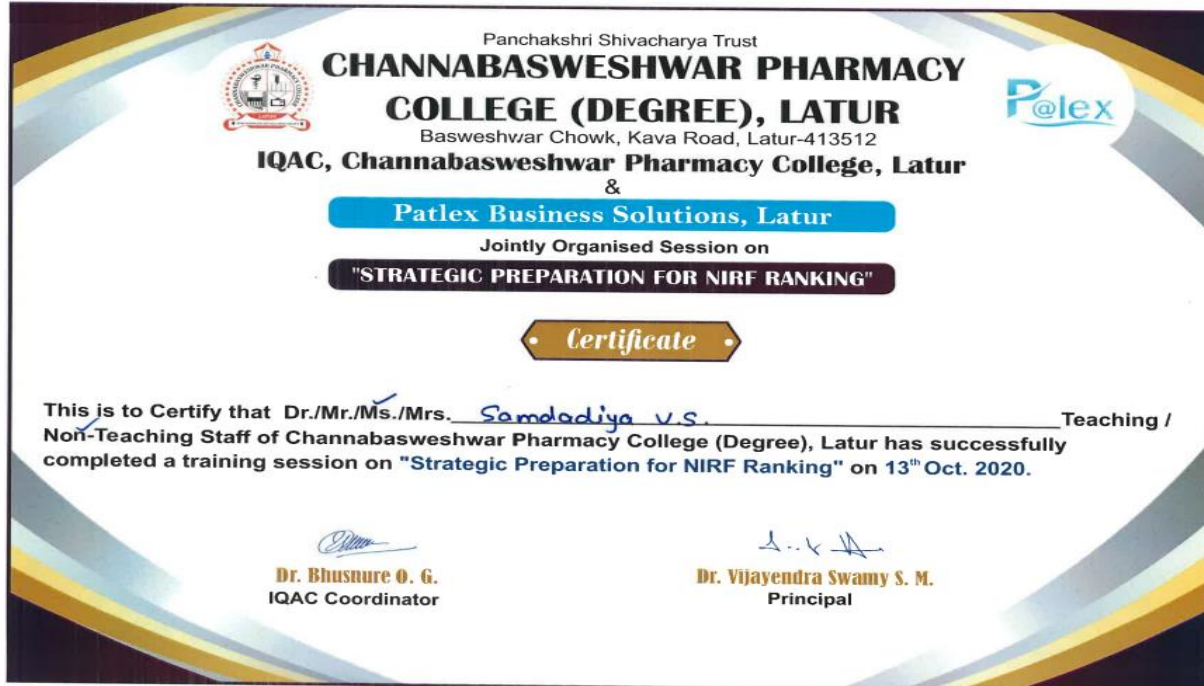 Panchakshri Shivacharya Trust
CHANNABASWESHWAR PHARMACY
COLLEGE (DEGREE), LATUR
P@lex
Basweshwar Chowk, Kava Road, Latur-413512
IQAC, Channabasweshwar Pharmacy College, Latur
&
Patlex Business Solutions, Latur
Jointly Organised Session on
"STRATEGIC PREPARATION FOR NIRF RANKING"
Certificate
This is to Certify that Dr./Mr./Ms./Mrs. Samdadiya V.S. Teaching /
Non-Teaching Staff of Channabasweshwar Pharmacy College (Degree), Latur has successfully
completed a training session on "Strategic Preparation for NIRF Ranking" on 13th Oct. 2020.
Dr. Bhusnure O. G.
IQAC Coordinator
Dr. Vijayendra Swamy S. M.
Principal